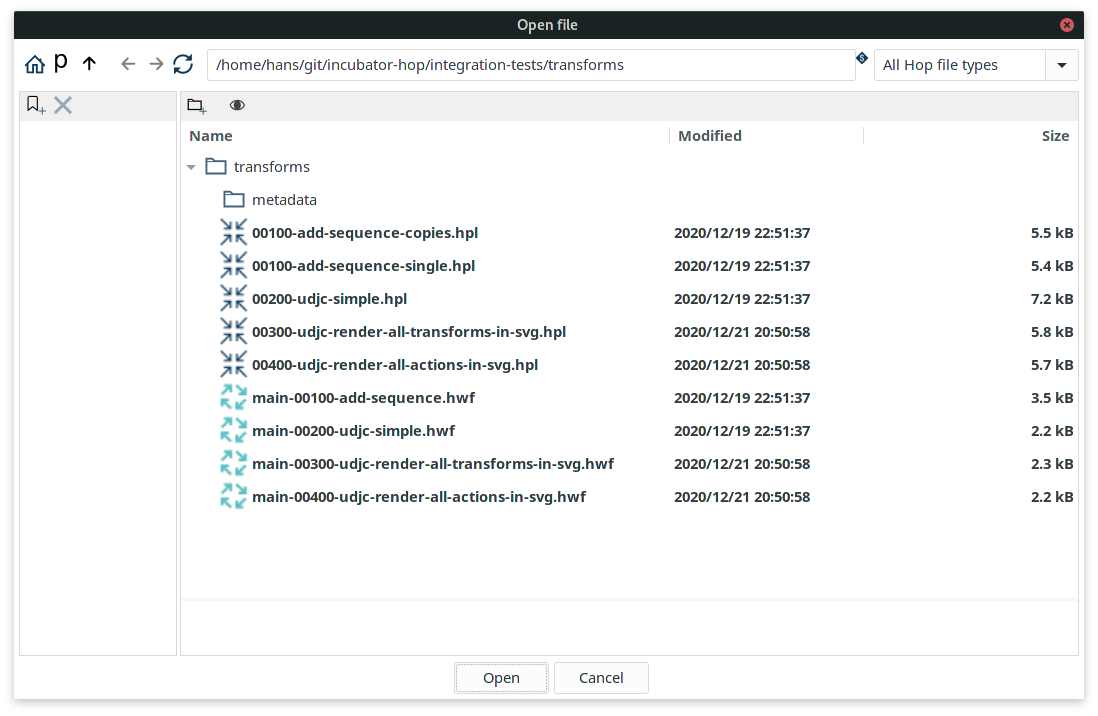 Open file
p /home/hans/git/incubator-hop/integration-tests/transforms S All Hop file types
Name Modified Size
transforms
metadata
00100-add-sequence-copies.hpl 2020/12/19 22:51:37 5.5 kB
00100-add-sequence-single.hpl 2020/12/19 22:51:37 5.4 kB
00200-udjc-simple.hpl 2020/12/19 22:51:37 7.2 kB
00300-udjc-render-all-transforms-in-svg.hpl 2020/12/21 20:50:58 5.8 kB
00400-udjc-render-all-actions-in-svg.hpl 2020/12/21 20:50:58 5.7 kB
main-00100-add-sequence.hwf 2020/12/19 22:51:37 3.5 kB
main-00200-udjc-simple.hwf 2020/12/19 22:51:37 2.2 kB
main-00300-udjc-render-all-transforms-in-svg.hwf 2020/12/21 20:50:58 2.3 kB
main-00400-udjc-render-all-actions-in-svg.hwf 2020/12/21 20:50:58 2.2 kB
Open Cancel